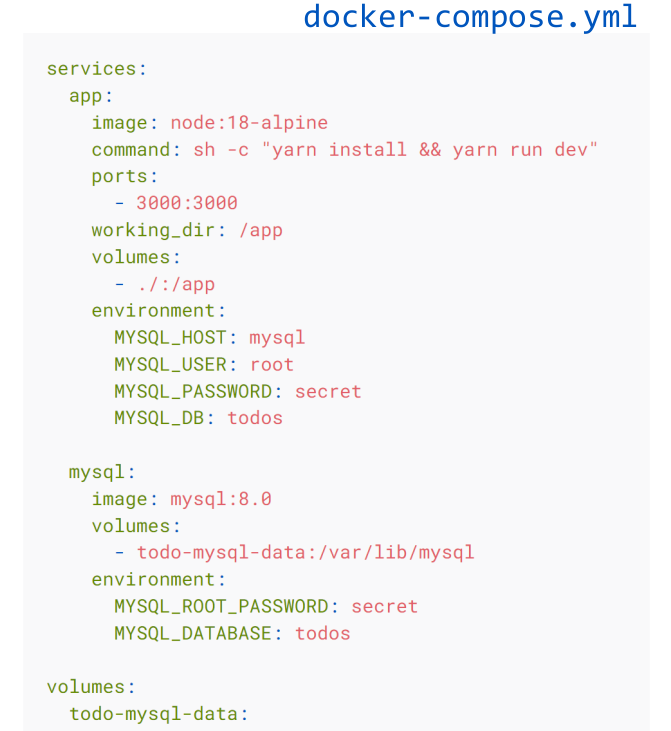 docker-compose.yml
services:
  app:
    image: node:18-alpine
    command: sh -c "yarn install && yarn run dev"
    ports:
      - 3000:3000
    working_dir: /app
    volumes:
      - ./:/app
    environment:
      MYSQL_HOST: mysql
      MYSQL_USER: root
      MYSQL_PASSWORD: secret
      MYSQL_DB: todos

  mysql:
    image: mysql:8.0
    volumes:
      - todo-mysql-data:/var/lib/mysql
    environment:
      MYSQL_ROOT_PASSWORD: secret
      MYSQL_DATABASE: todos

volumes:
  todo-mysql-data: